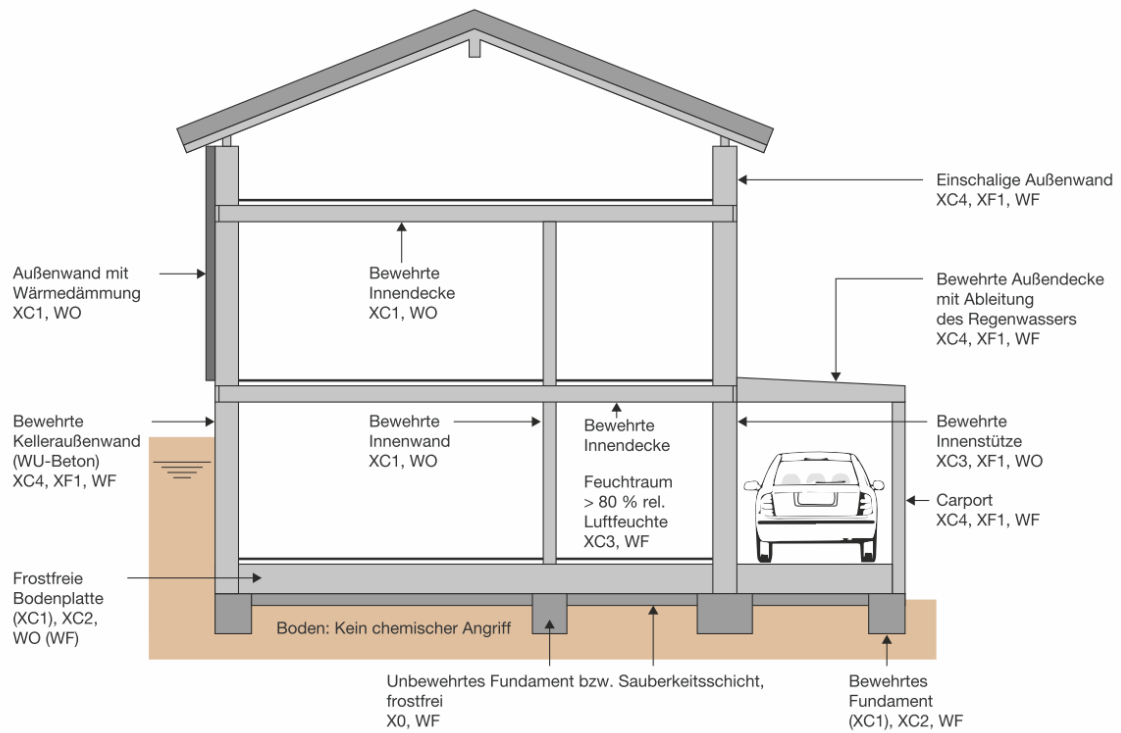 Einschalige Außenwand
XC4, XF1, WF
Außenwand mit
Wärmedämmung
XC1, WO
Bewehrte
Innendecke
XC1, WO
Bewehrte Außendecke
mit Ableitung
des Regenwassers
XC4, XF1, WF
Bewehrte
Kelleraußenwand
(WU-Beton)
XC4, XF1, WF
Bewehrte
Innenwand
XC1, WO
Bewehrte
Innendecke
Feuchtraum
> 80 % rel.
Luftfeuchte
XC3, WF
Bewehrte
Innenstütze
XC3, XF1, WO
Carport
XC4, XF1, WF
Frostfreie
Bodenplatte
(XC1), XC2,
WO (WF)
Boden: Kein chemischer Angriff
Unbewehrtes Fundament bzw. Sauberkeitsschicht,
frostfrei
X0, WF
Bewehrtes
Fundament
(XC1), XC2, WF